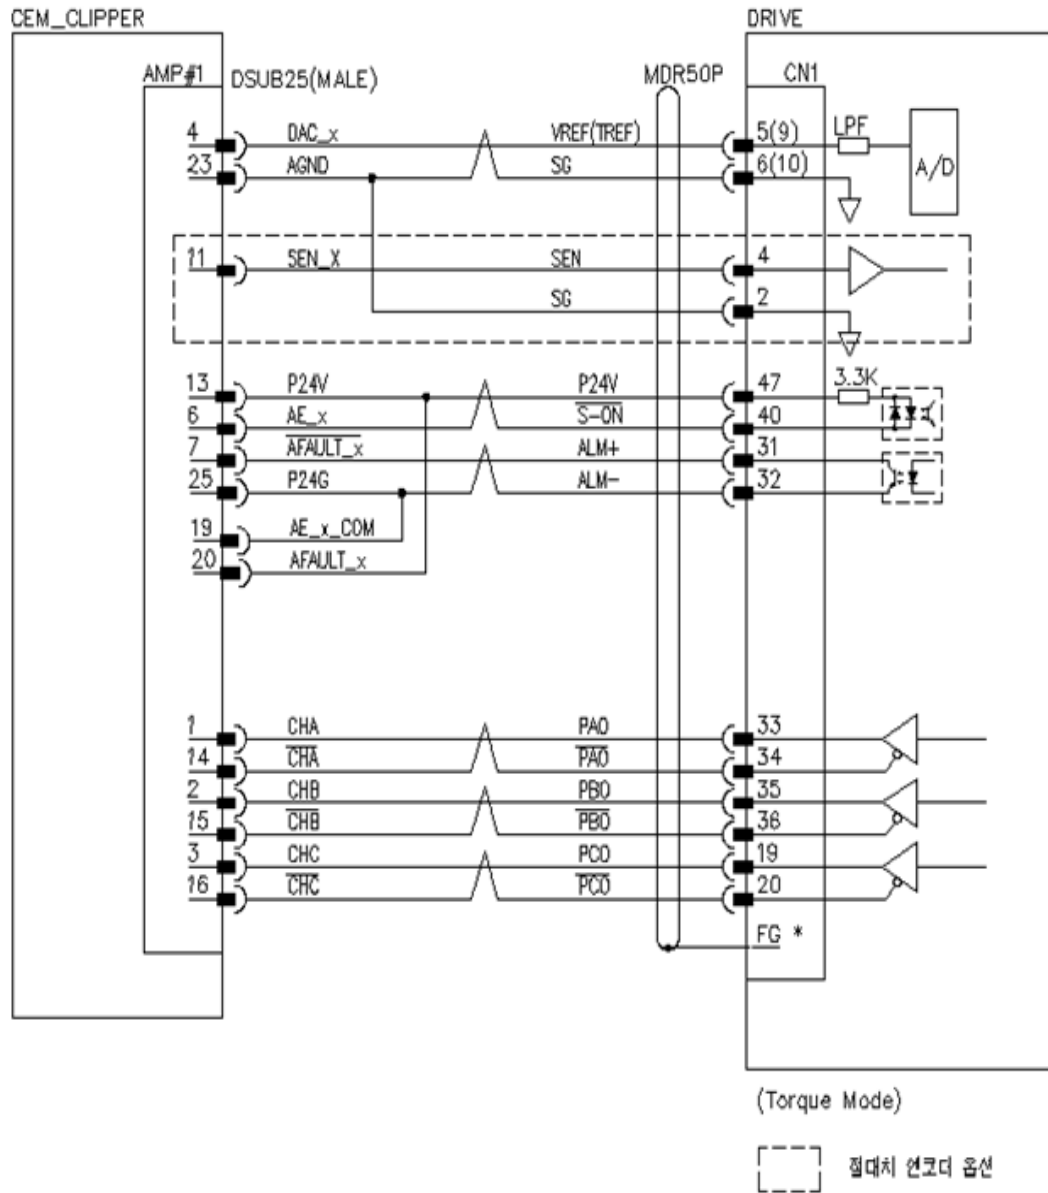 CEM_CLIPPER DRIVE
AMP#1 DSUB25(MALE) MDR50P CN1
4 DAC_x VREF(TREF) 5(9) LPF
23 AGND SG 6(10) A/D
11 SEN_X SEN 4
SG 2
13 P24V P24V 47 3.3K
6 AE_x S-ON 40
7 AFAULT_x ALM+ 31
25 P24G ALM- 32
19 AE_x_COM
20 AFAULT_x
1 CHA PAO 33
14 CHA PAO 34
2 CHB PBO 35
15 CHB PBO 36
3 CHC PCO 19
16 CHC PCO 20
FG *
(Torque Mode)
절대치 엔코더 옵션